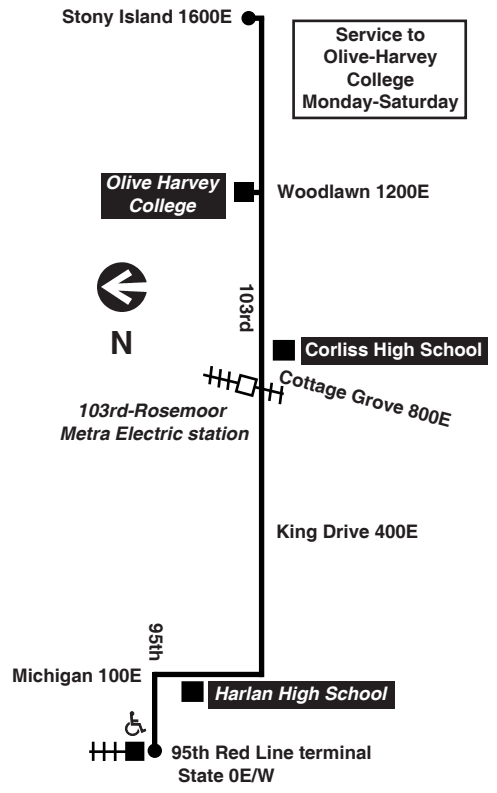 Stony Island 1600E
Service to
Olive-Harvey
College
Monday-Saturday
Olive Harvey
College
Woodlawn 1200E
103rd
N
Corliss High School
Cottage Grove 800E
103rd-Rosemoor
Metra Electric station
King Drive 400E
95th
Michigan 100E
Harlan High School
95th Red Line terminal
State 0E/W